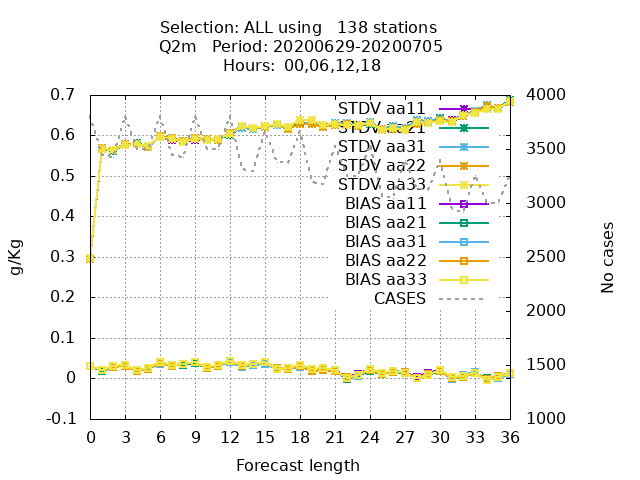 Selection: ALL using   138 stations
Q2m   Period: 20200629-20200705
Hours: 00,06,12,18
0.7
0.6
0.5
0.4
0.3
0.2
0.1
0
-0.1
g/Kg
STDV aa11
STDV aa21
STDV aa31
STDV aa22
STDV aa33
BIAS aa11
BIAS aa21
BIAS aa31
BIAS aa22
BIAS aa33
CASES
4000
3500
3000
2500
2000
1500
1000
No cases
0 3 6 9 12 15 18 21 24 27 30 33 36
Forecast length